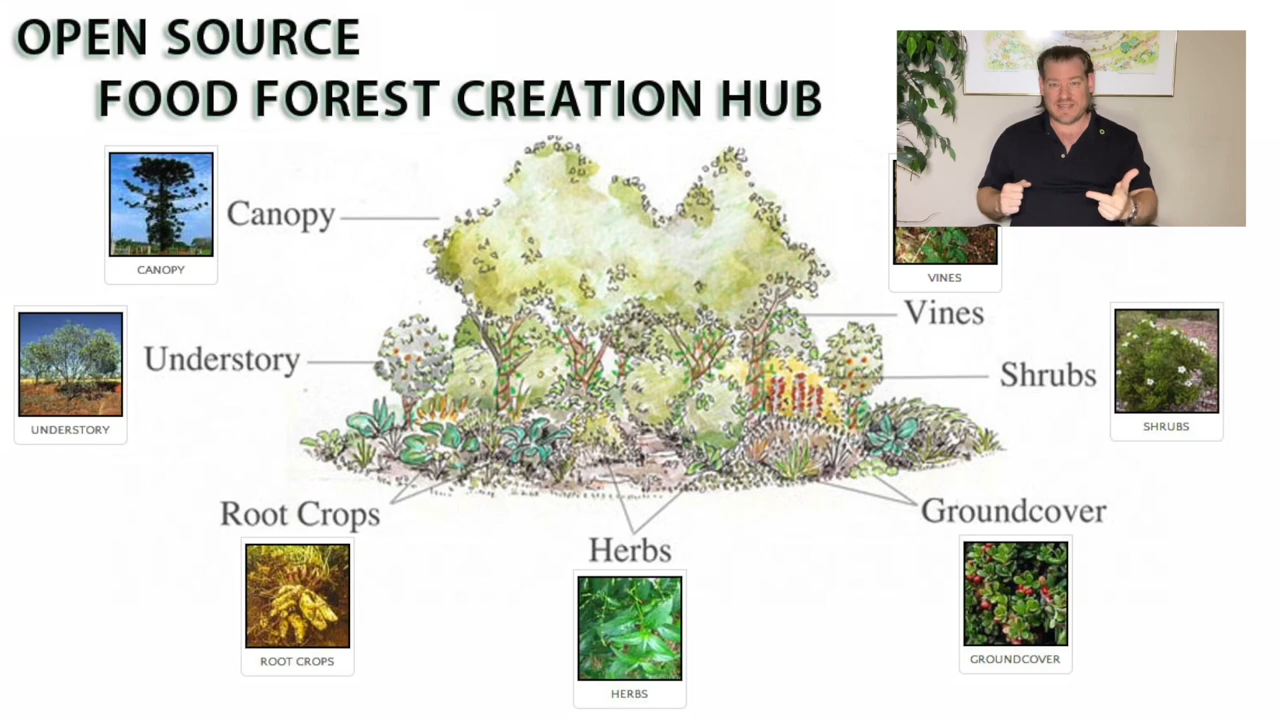 OPEN SOURCE
FOOD FOREST CREATION HUB
CANOPY
Canopy
VINES
Vines
UNDERSTORY
Understory
Shrubs
SHRUBS
Root Crops
ROOT CROPS
Herbs
HERBS
Groundcover
GROUNDCOVER